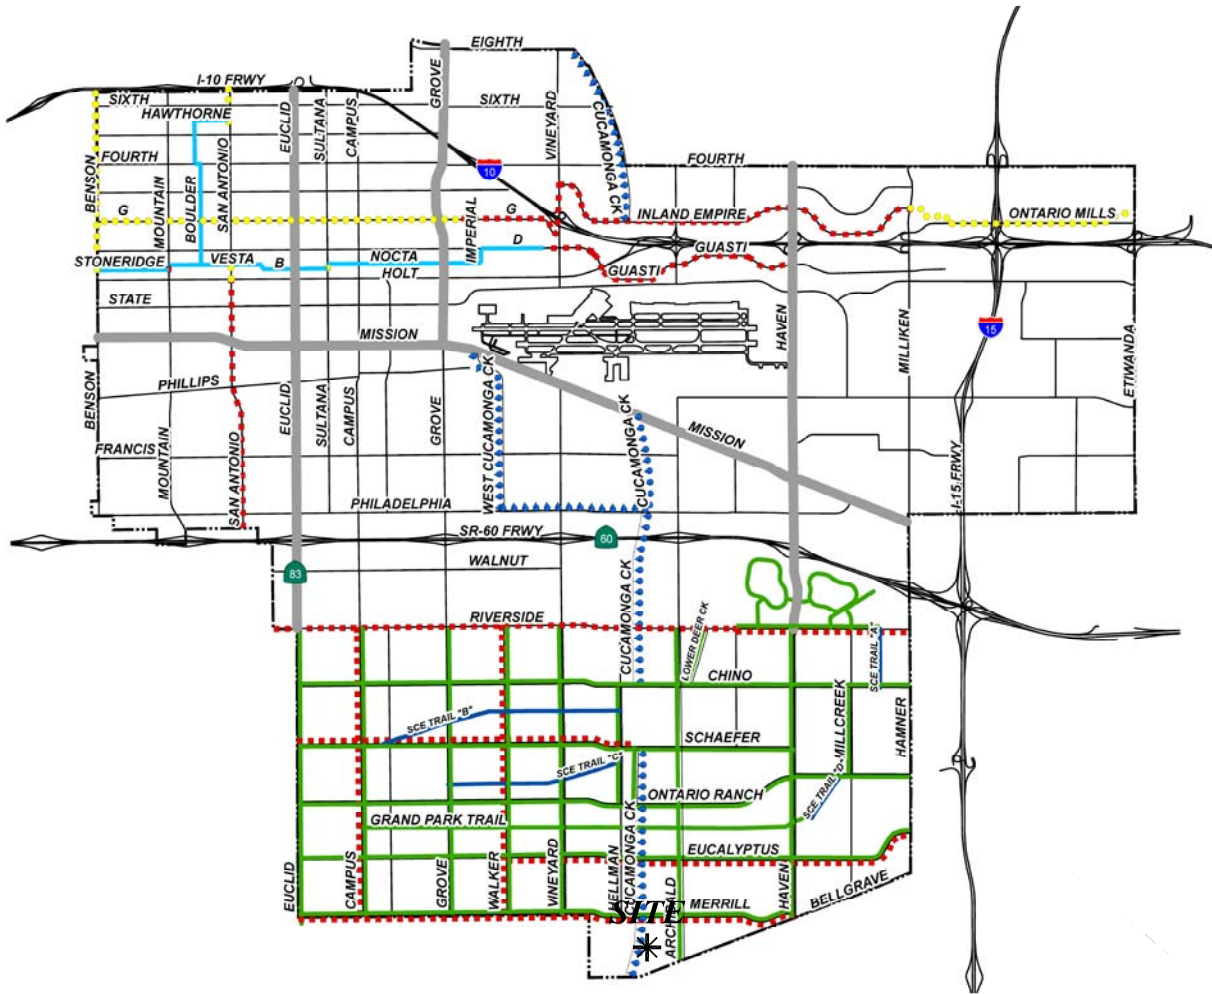 EIGHTH
I-10 FRWY
SIXTH
SIXTH
HAWTHORNE
GROVE
EUCLID
SULTANA
CAMPUS
VINEYARD
CUCAMONGA CK
FOURTH
FOURTH
10
BENSON
MOUNTAIN
BOULDER
SAN ANTONIO
G
G
IMPERIAL
INLAND EMPIRE
ONTARIO MILLS
D
GUASTI
STONERIDGE
VESTA
B
NOCTA
HOLT
GUASTI
STATE
MISSION
HAVEN
MILLIKEN
15
ETIWANDA
PHILLIPS
BENSON
EUCLID
SULTANA
CAMPUS
GROVE
WEST CUCAMONGA CK
CUCAMONGA CK
MISSION
FRANCIS
MOUNTAIN
SAN ANTONIO
I-15 FRWY
PHILADELPHIA
SR-60 FRWY
60
WALNUT
83
CUCAMONGA CK
RIVERSIDE
LOWER DEER CK
SCE TRAIL "A"
CHINO
SCE TRAIL "B"
MILLCREEK
HAMNER
SCHAEFER
SCE TRAIL "C"
SCE TRAIL "D"
ONTARIO RANCH
GRAND PARK TRAIL
EUCALYPTUS
EUCLID
CAMPUS
GROVE
WALKER
VINEYARD
HELLMAN
CUCAMONGA CK
ARCHIBALD
MERRILL
HAVEN
BELLGRAVE
SITE